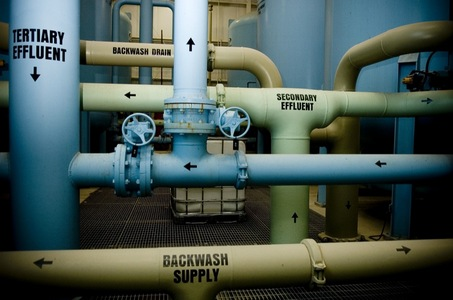 TERTIARY
EFFLUENT
BACKWASH DRAIN
SECONDARY
EFFLUENT
BACKWASH
SUPPLY